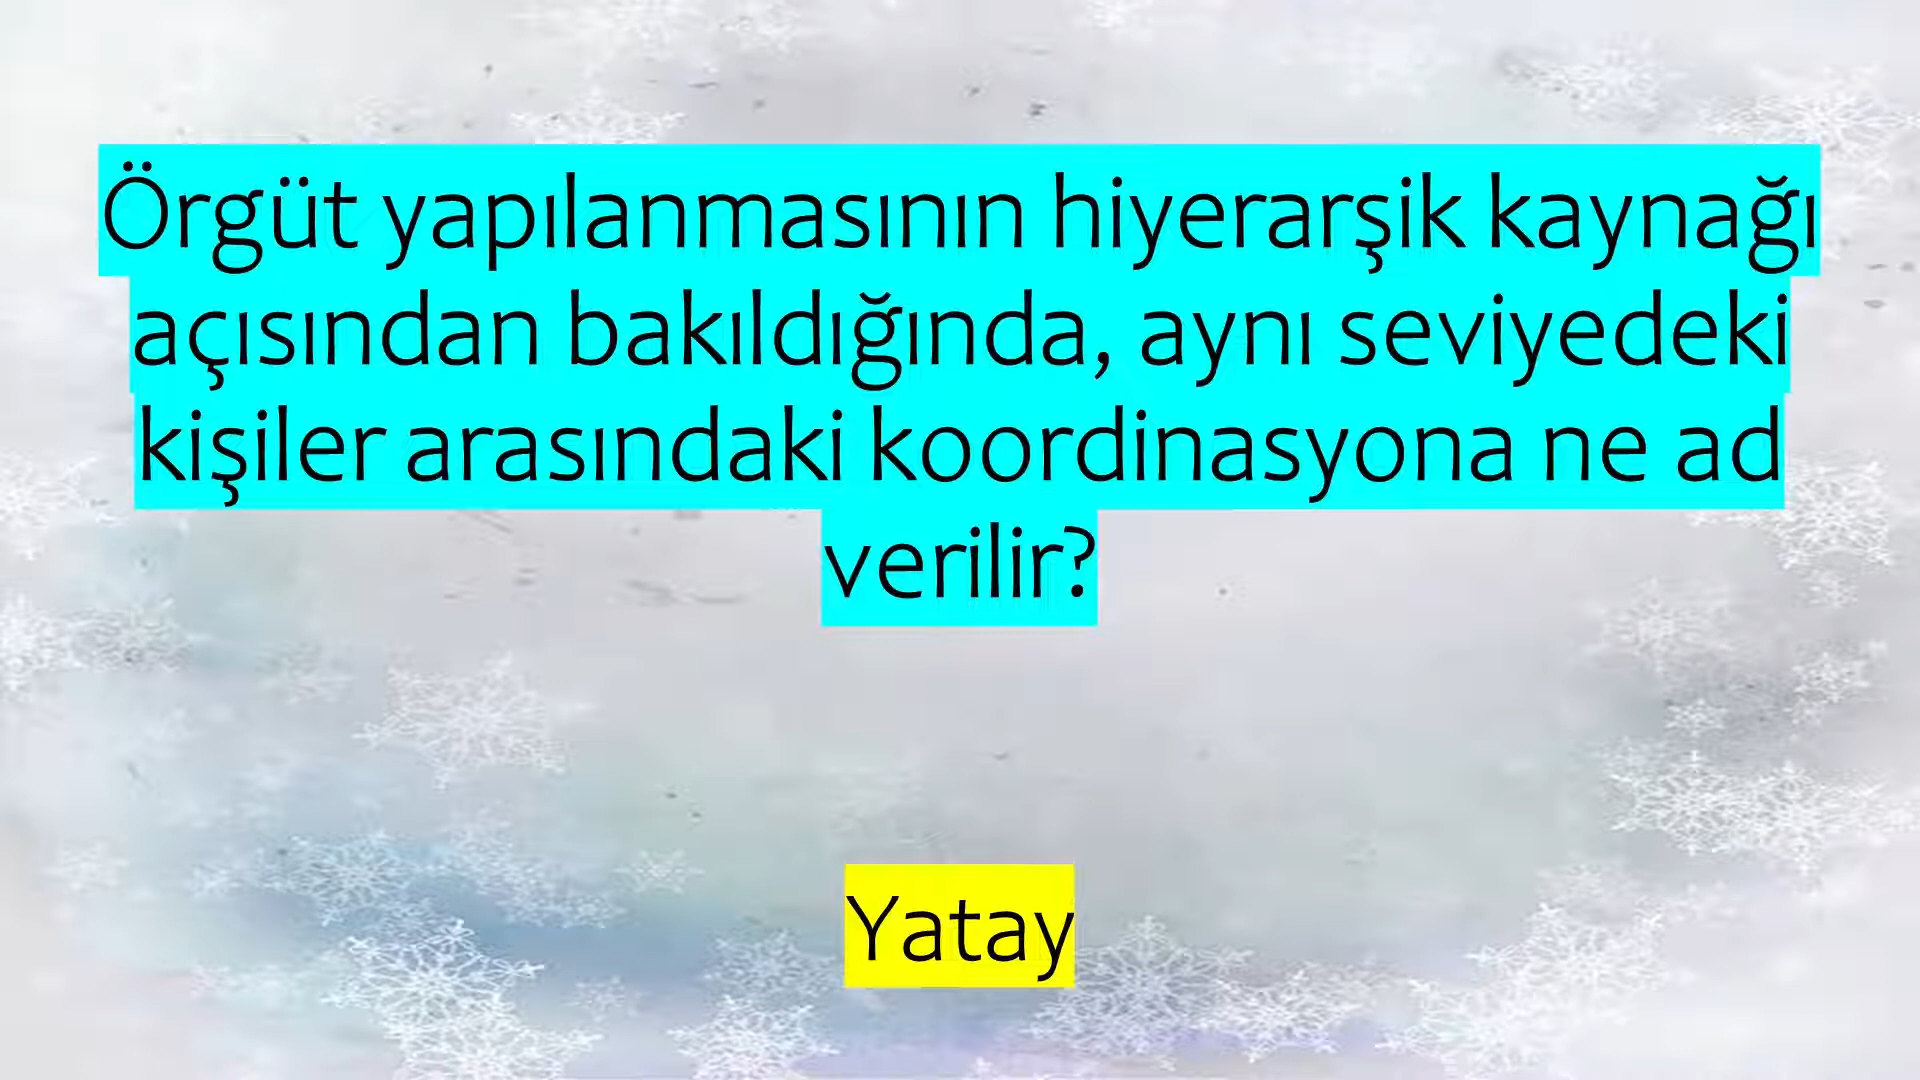 Örgüt yapılanmasının hiyerarşik kaynağı
açısından bakıldığında, aynı seviyedeki
kişiler arasındaki koordinasyona ne ad
verilir?
Yatay